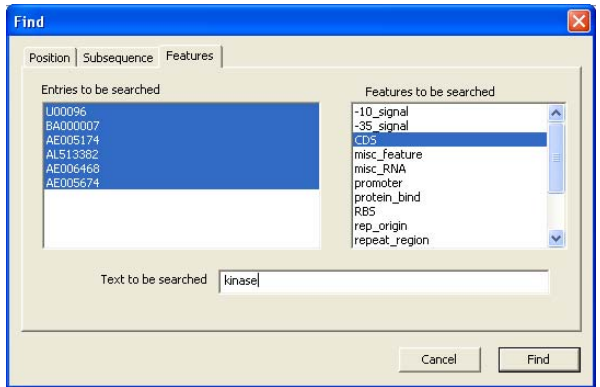 Find
Position Subsequence Features
Entries to be searched
U00096
BA000007
AE005174
AL513382
AE006468
AE005674
Features to be searched
-10_signal
-35_signal
CDS
misc_feature
misc_RNA
promoter
protein_bind
RBS
rep_origin
repeat_region
Text to be searched kinase
Cancel Find